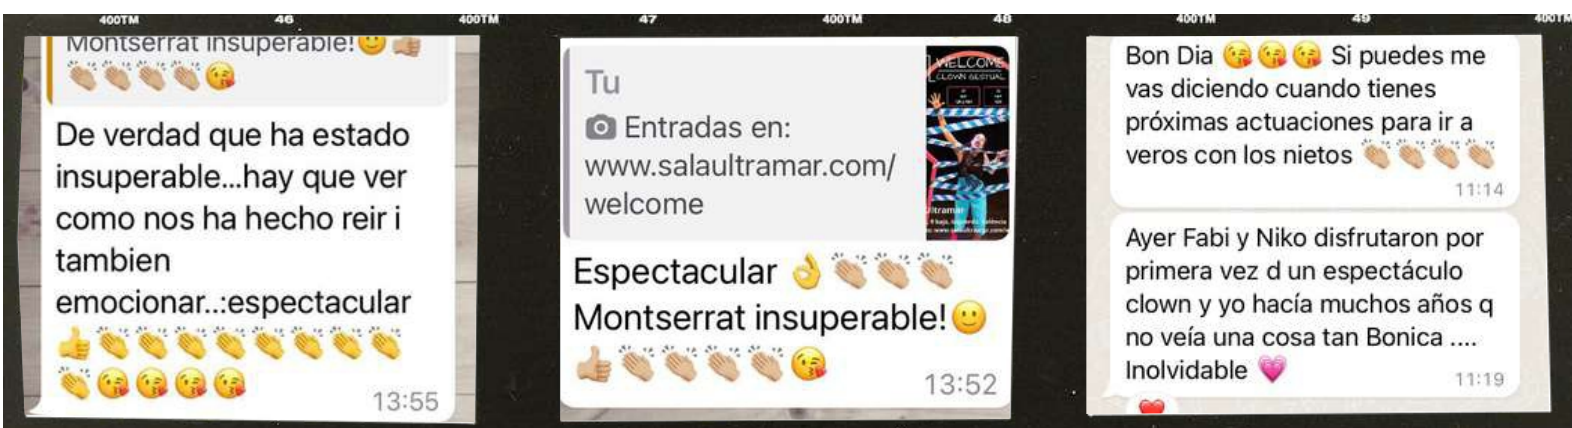 400TM 46 400TM 47 400TM 48 400TM 49 400TM
Montserrat insuperable!🙂👍🏼
👏🏼👏🏼👏🏼👏🏼😘
De verdad que ha estado
insuperable...hay que ver
como nos ha hecho reir i
tambien
emocionar..:espectacular
👍👏👏👏👏👏👏👏👏
👏😘😘😘😘
13:55
Tu
Entradas en:
www.salaultramar.com/
welcome
WELCOME
CLOWN GESTUAL
Ultramar
Espectacular 👌👏🏼👏🏼👏🏼
Montserrat insuperable!🙂
👍🏼👏🏼👏🏼👏🏼👏🏼😘
13:52
Bon Dia 😘😘😘 Si puedes me
vas diciendo cuando tienes
próximas actuaciones para ir a
veros con los nietos 👏🏼👏🏼👏🏼👏🏼
11:14
Ayer Fabi y Niko disfrutaron por
primera vez d un espectáculo
clown y yo hacía muchos años q
no veía una cosa tan Bonica ....
Inolvidable 💗
11:19
❤️